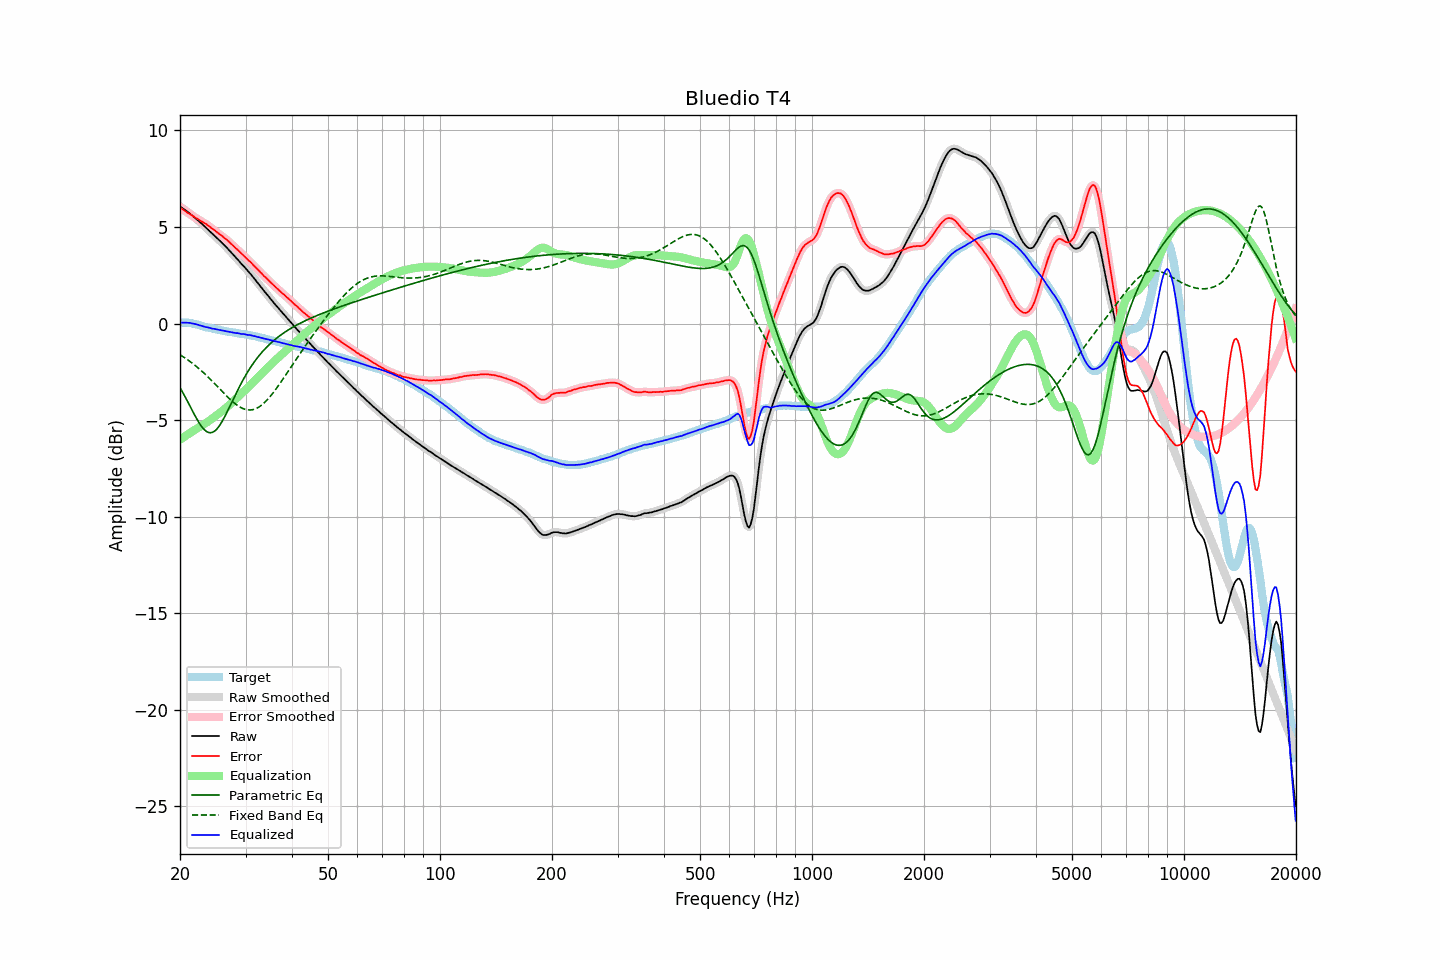 Bluedio T4
Amplitude (dBr)
10
5
0
−5
−10
−15
−20
−25
Target
Raw Smoothed
Error Smoothed
Raw
Error
Equalization
Parametric Eq
Fixed Band Eq
Equalized
20 50 100 200 500 1000 2000 5000 10000 20000
Frequency (Hz)